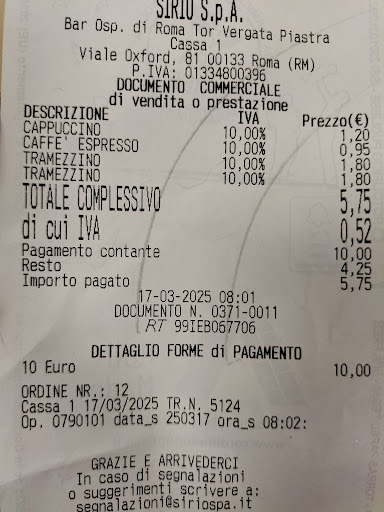 SIRIO S.p.A.
Bar Osp. di Roma Tor Vergata Piastra
Cassa 1
Viale Oxford, 81 00133 Roma (RM)
P.IVA: 01334800396
DOCUMENTO COMMERCIALE
di vendita o prestazione
DESCRIZIONE IVA Prezzo(€)
CAPPUCCINO 10,00% 1,20
CAFFE' ESPRESSO 10,00% 0,95
TRAMEZZINO 10,00% 1,80
TRAMEZZINO 10,00% 1,80
TOTALE COMPLESSIVO 5,75
di cui IVA 0,52
Pagamento contante 10,00
Resto 4,25
Importo pagato 5,75
17-03-2025 08:01
DOCUMENTO N. 0371-0011
RT 99IEB067706
DETTAGLIO FORME di PAGAMENTO
10 Euro 10,00
ORDINE NR.: 12
Cassa 1 17/03/2025 TR.N. 5124
Op. 0790101 data_s 250317 ora_s 08:02:
GRAZIE E ARRIVEDERCI
In caso di segnalazioni
o suggerimenti scrivere a:
segnalazioni@siriospa.it